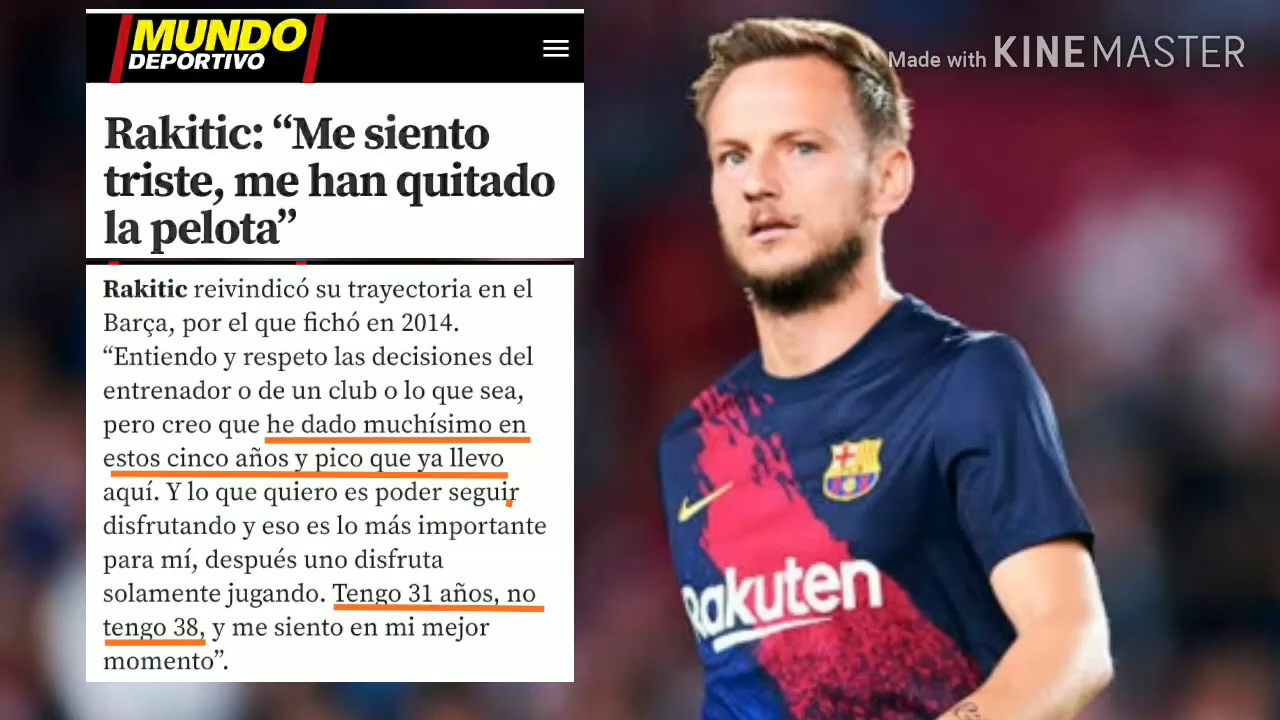 MUNDO
DEPORTIVO
Made with KINEMASTER
Rakitic: “Me siento
triste, me han quitado
la pelota”
Rakitic reivindicó su trayectoria en el
Barça, por el que fichó en 2014.
“Entiendo y respeto las decisiones del
entrenador o de un club o lo que sea,
pero creo que he dado muchísimo en
estos cinco años y pico que ya llevo
aquí. Y lo que quiero es poder seguir
disfrutando y eso es lo más importante
para mí, después uno disfruta
solamente jugando. Tengo 31 años, no
tengo 38, y me siento en mi mejor
momento”.
Rakuten